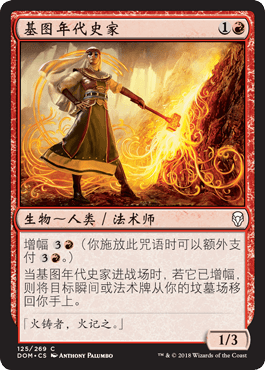 基图年代史家 1
生物～人类／法术师
增幅 3（你施放此咒语时可以额外支
付 3。）
当基图年代史家进战场时，若它已增幅，
则将目标瞬间或法术牌从你的坟墓场移
回你手上。
「火铸者，火记之。」
1/3
125/269 C
DOM • CS ANTHONY PALUMBO
™ & © 2018 Wizards of the Coast